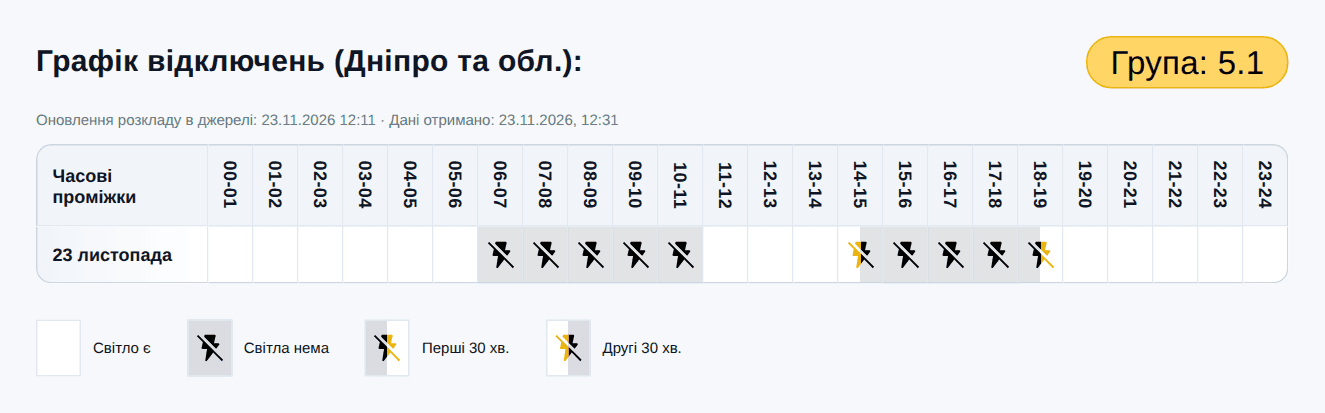 Графік відключень (Дніпро та обл.):
Група: 5.1
Оновлення розкладу в джерелі: 23.11.2026 12:11 · Дані отримано: 23.11.2026, 12:31
Часові
проміжки
00-01
01-02
02-03
03-04
04-05
05-06
06-07
07-08
08-09
09-10
10-11
11-12
12-13
13-14
14-15
15-16
16-17
17-18
18-19
19-20
20-21
21-22
22-23
23-24
23 листопада
Світло є
Світла нема
Перші 30 хв.
Другі 30 хв.